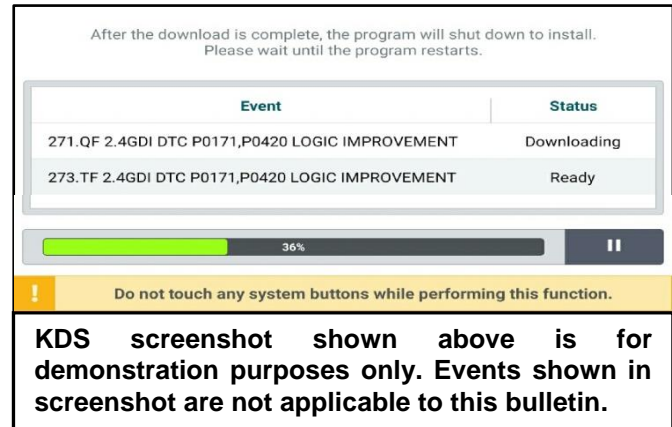 After the download is complete, the program will shut down to install.
Please wait until the program restarts.
Event Status
271.QF 2.4GDI DTC P0171,P0420 LOGIC IMPROVEMENT Downloading
273.TF 2.4GDI DTC P0171,P0420 LOGIC IMPROVEMENT Ready
36%
! Do not touch any system buttons while performing this function.
KDS screenshot shown above is for
demonstration purposes only. Events shown in
screenshot are not applicable to this bulletin.